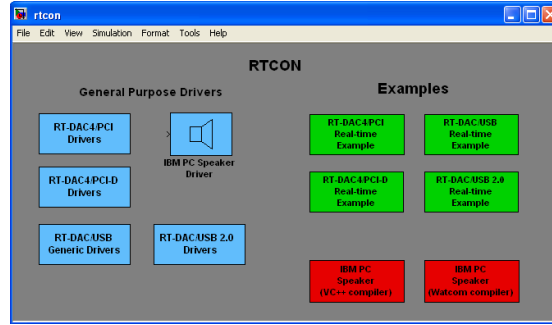 rtcon
File Edit View Simulation Format Tools Help
RTCON
General Purpose Drivers
RT-DAC4/PCI
Drivers
IBM PC Speaker
Driver
RT-DAC4/PCI-D
Drivers
RT-DAC/USB
Generic Drivers
RT-DAC/USB 2.0
Drivers
Examples
RT-DAC4/PCI
Real-time
Example
RT-DAC/USB
Real-time
Example
RT-DAC4/PCI-D
Real-time
Example
RT-DAC/USB 2.0
Real-time
Example
IBM PC
Speaker
(VC++ compiler)
IBM PC
Speaker
(Watcom compiler)